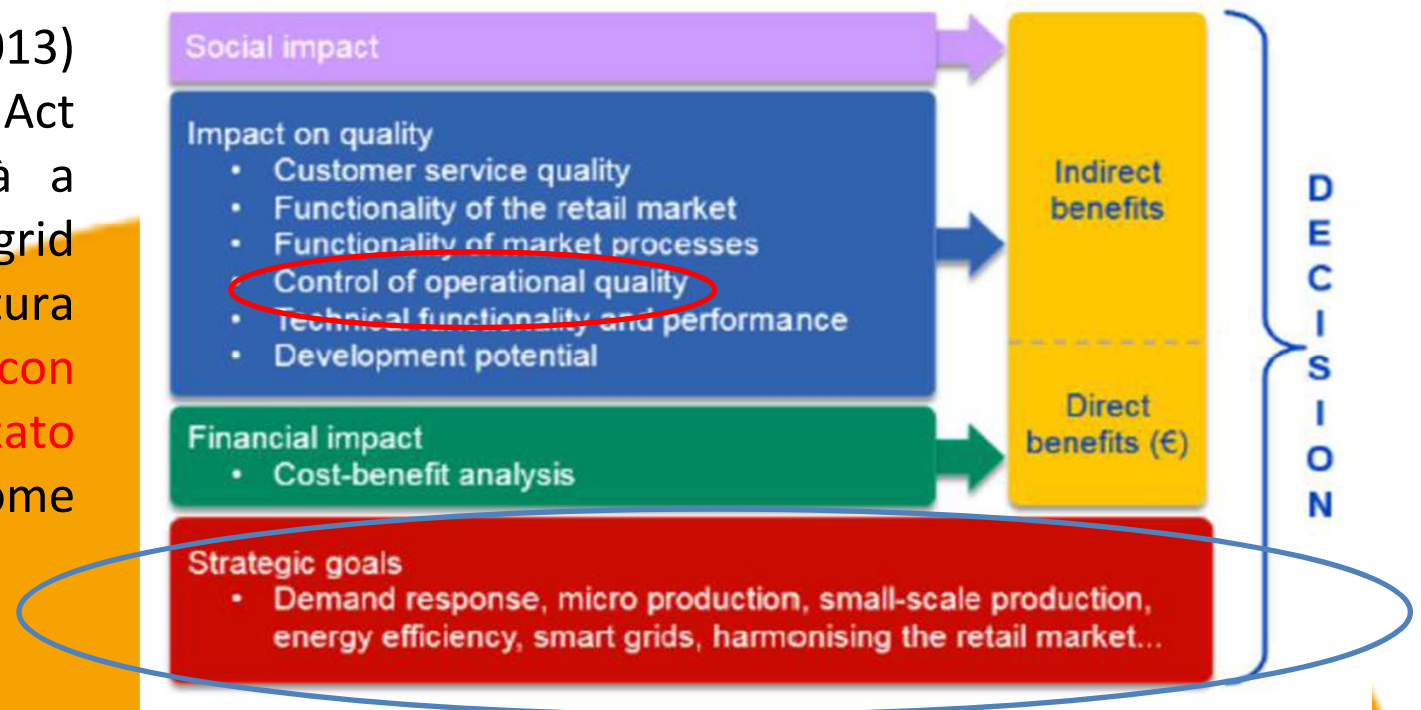 013)
Act
à a
grid
tura
con
tato
ome
Social impact
Impact on quality
• Customer service quality
• Functionality of the retail market
• Functionality of market processes
• Control of operational quality
• Technical functionality and performance
• Development potential
Financial impact
• Cost-benefit analysis
Strategic goals
• Demand response, micro production, small-scale production,
energy efficiency, smart grids, harmonising the retail market...
Indirect
benefits
Direct
benefits (€)
D
E
C
I
S
I
O
N